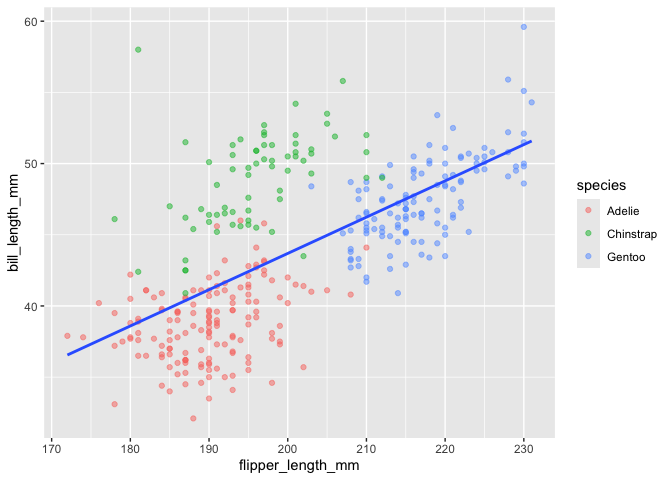 60
50
40
bill_length_mm
170 180 190 200 210 220 230
flipper_length_mm
species
Adelie
Chinstrap
Gentoo